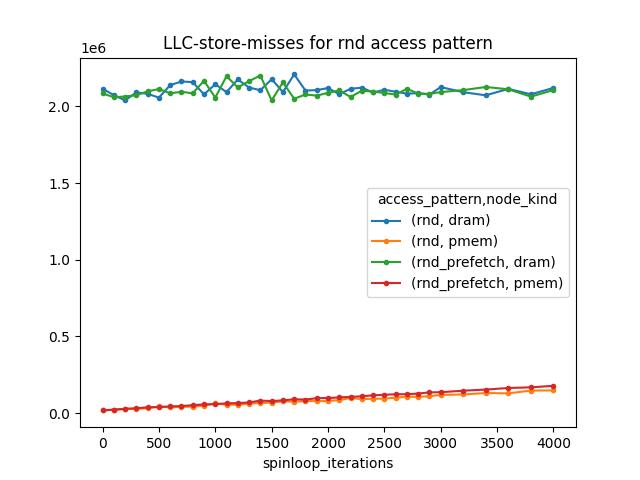 LLC-store-misses for rnd access pattern
1e6
2.0
1.5
1.0
0.5
0.0
access_pattern,node_kind
(rnd, dram)
(rnd, pmem)
(rnd_prefetch, dram)
(rnd_prefetch, pmem)
0 500 1000 1500 2000 2500 3000 3500 4000
spinloop_iterations